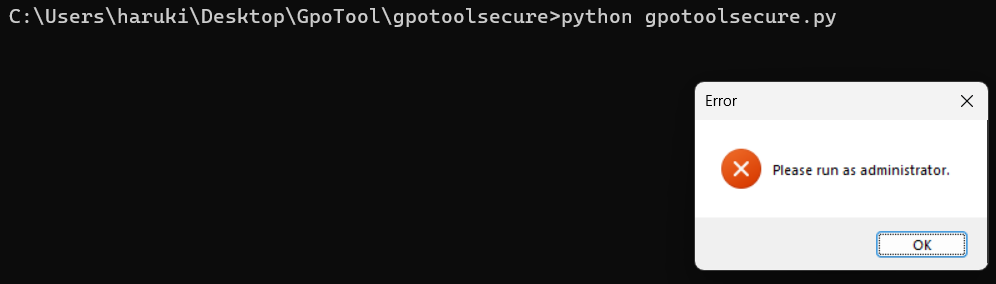 C:\Users\haruki\Desktop\GpoTool\gpotoolsecure>python gpotoolsecure.py
Error
Please run as administrator.
OK